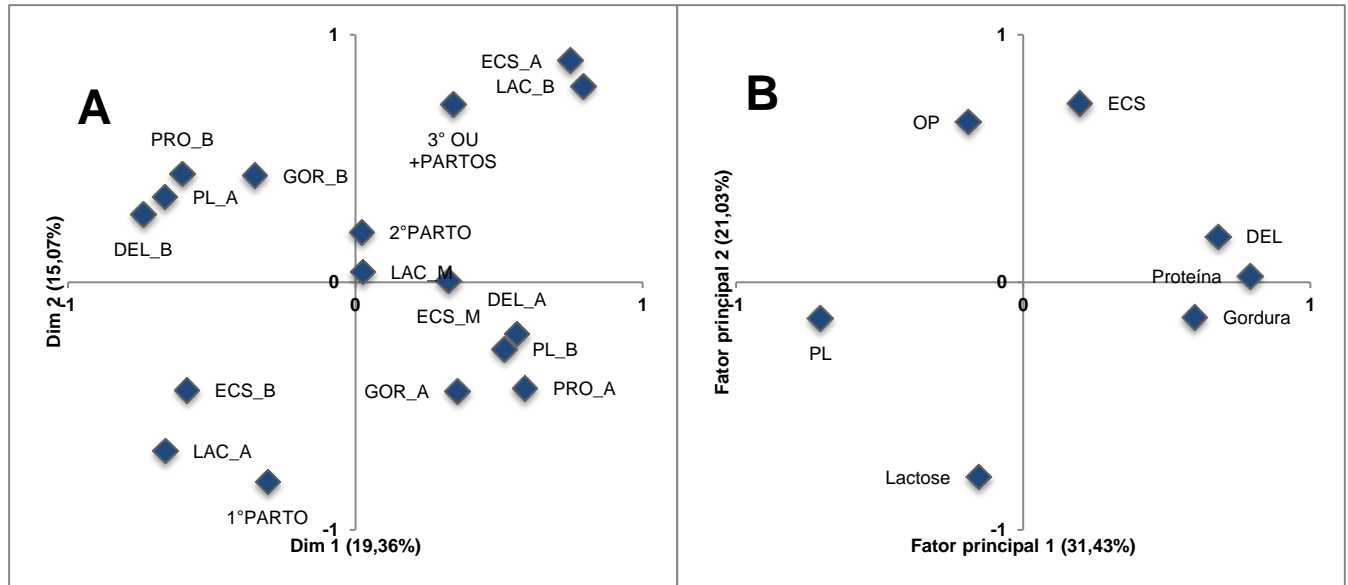 A
1
ECS_A
LAC_B
3° OU
+PARTOS
PRO_B
GOR_B
PL_A
DEL_B
2°PARTO
LAC_M
0
-1
0
1
DEL_A
ECS_M
PL_B
GOR_A
PRO_A
ECS_B
LAC_A
1°PARTO
-1
Dim 2 (15,07%)
Dim 1 (19,36%)
B
1
OP
ECS
DEL
Proteína
0
-1
0
1
Gordura
PL
Lactose
-1
Fator principal 2 (21,03%)
Fator principal 1 (31,43%)